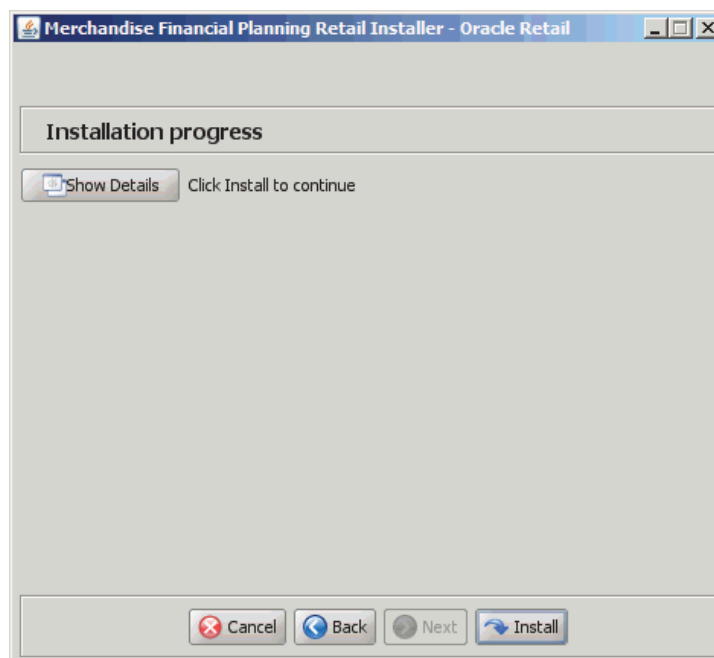 Merchandise Financial Planning Retail Installer - Oracle Retail
Installation progress
Show Details Click Install to continue
Cancel Back Next Install